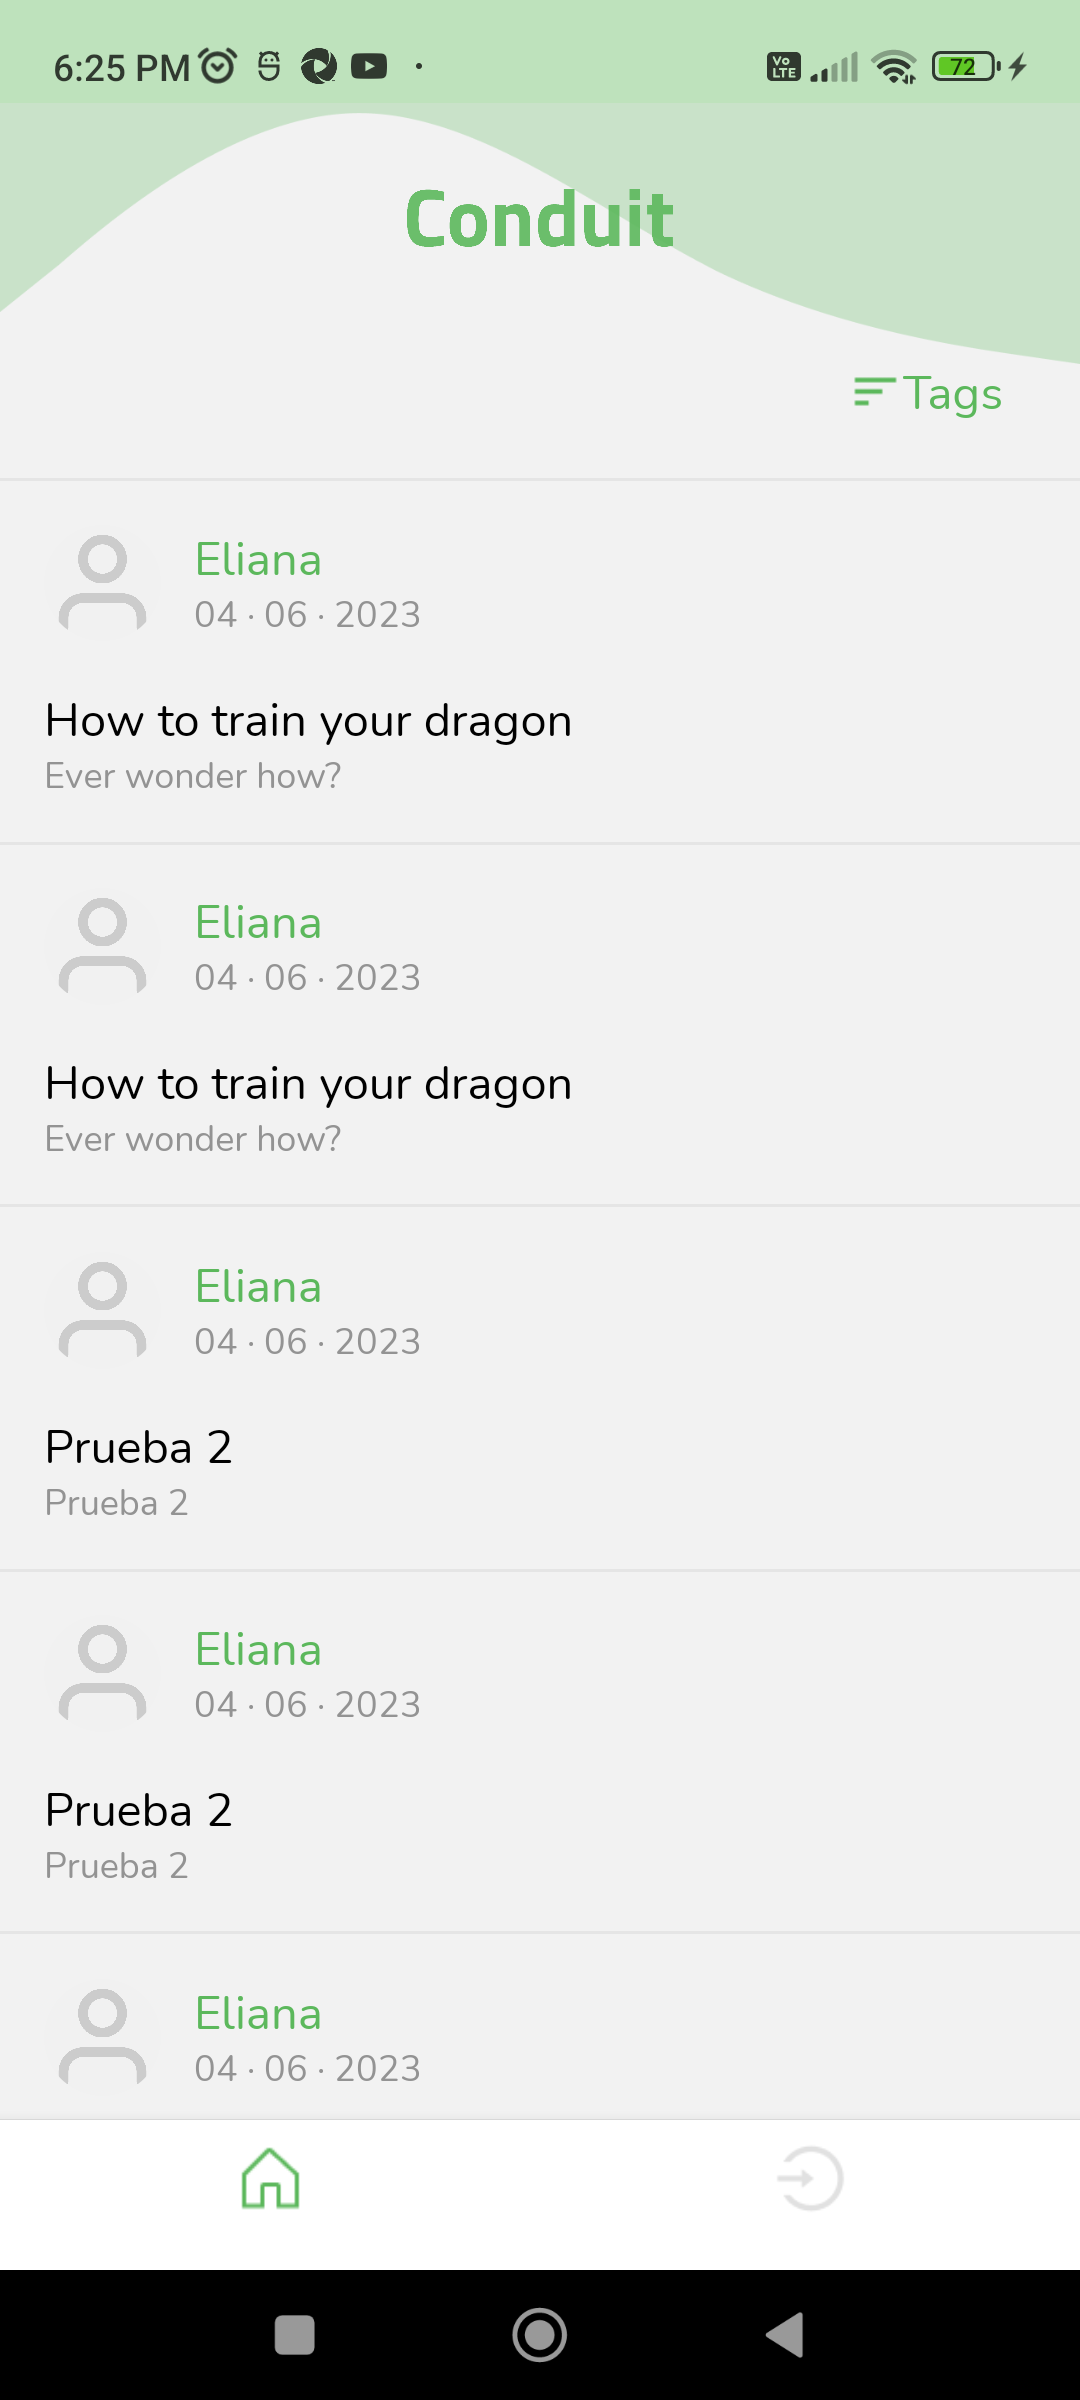 6:25 PM
Vo LTE
72
Conduit
Tags
Eliana
04 · 06 · 2023
How to train your dragon
Ever wonder how?
Eliana
04 · 06 · 2023
How to train your dragon
Ever wonder how?
Eliana
04 · 06 · 2023
Prueba 2
Prueba 2
Eliana
04 · 06 · 2023
Prueba 2
Prueba 2
Eliana
04 · 06 · 2023